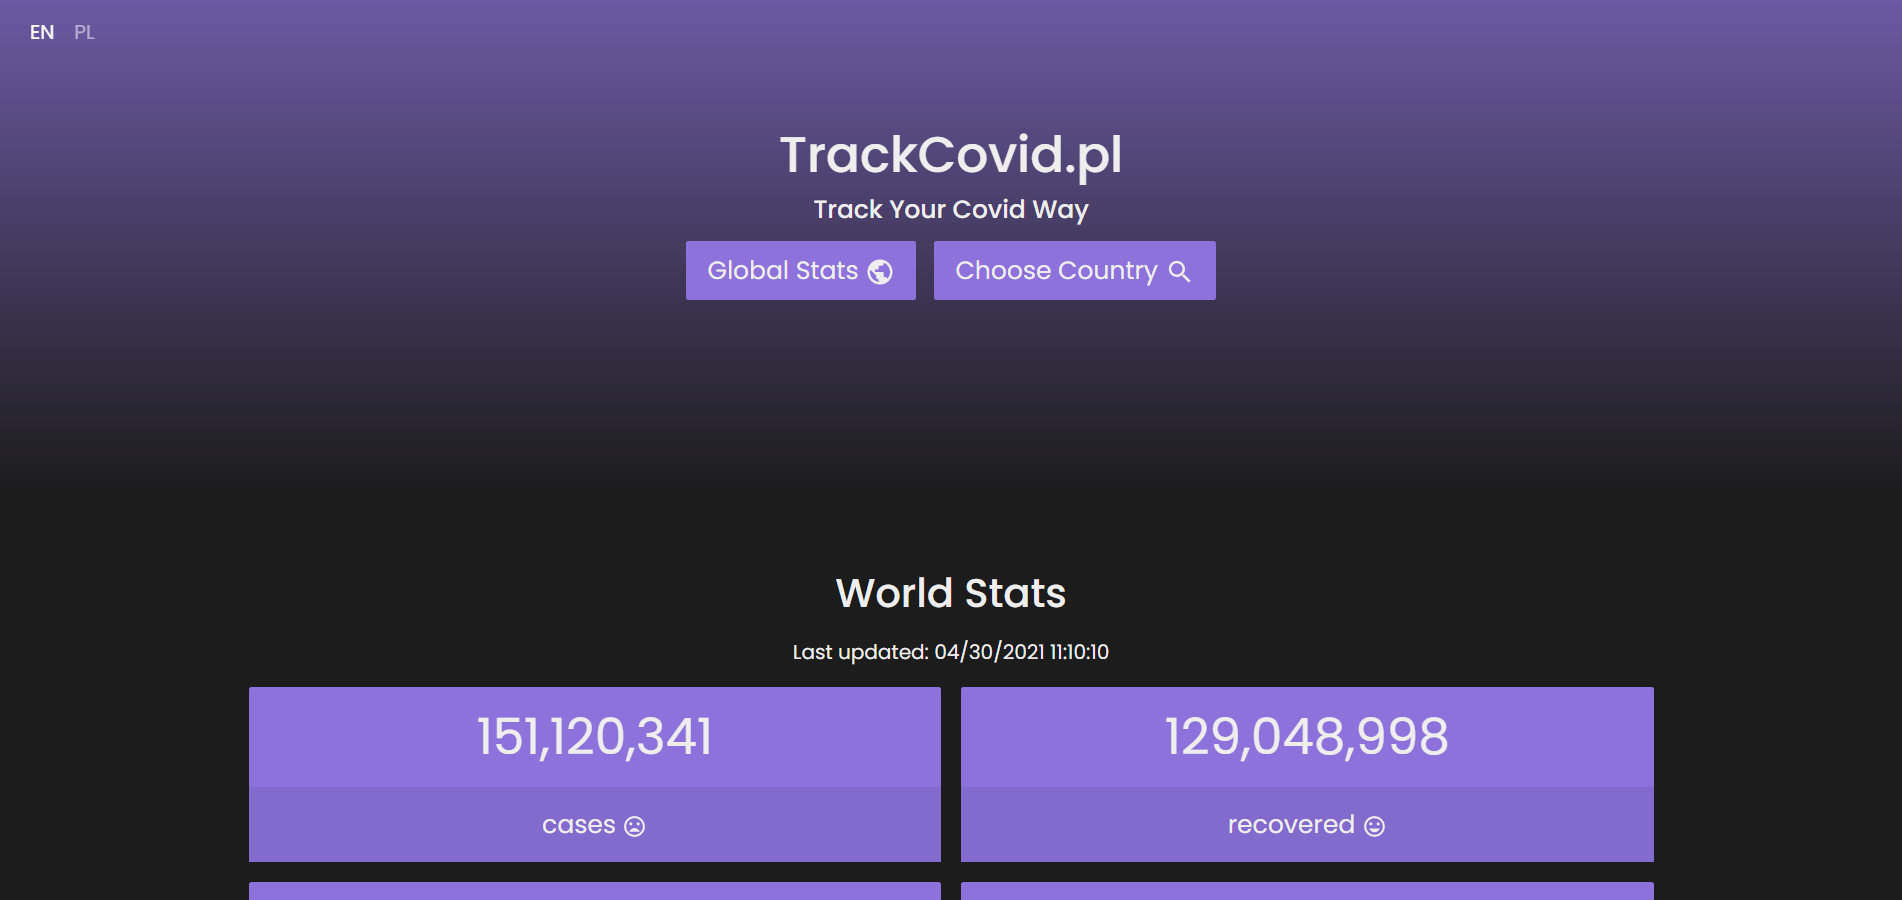 EN PL
TrackCovid.pl
Track Your Covid Way
Global Stats
Choose Country
World Stats
Last updated: 04/30/2021 11:10:10
151,120,341
cases
129,048,998
recovered